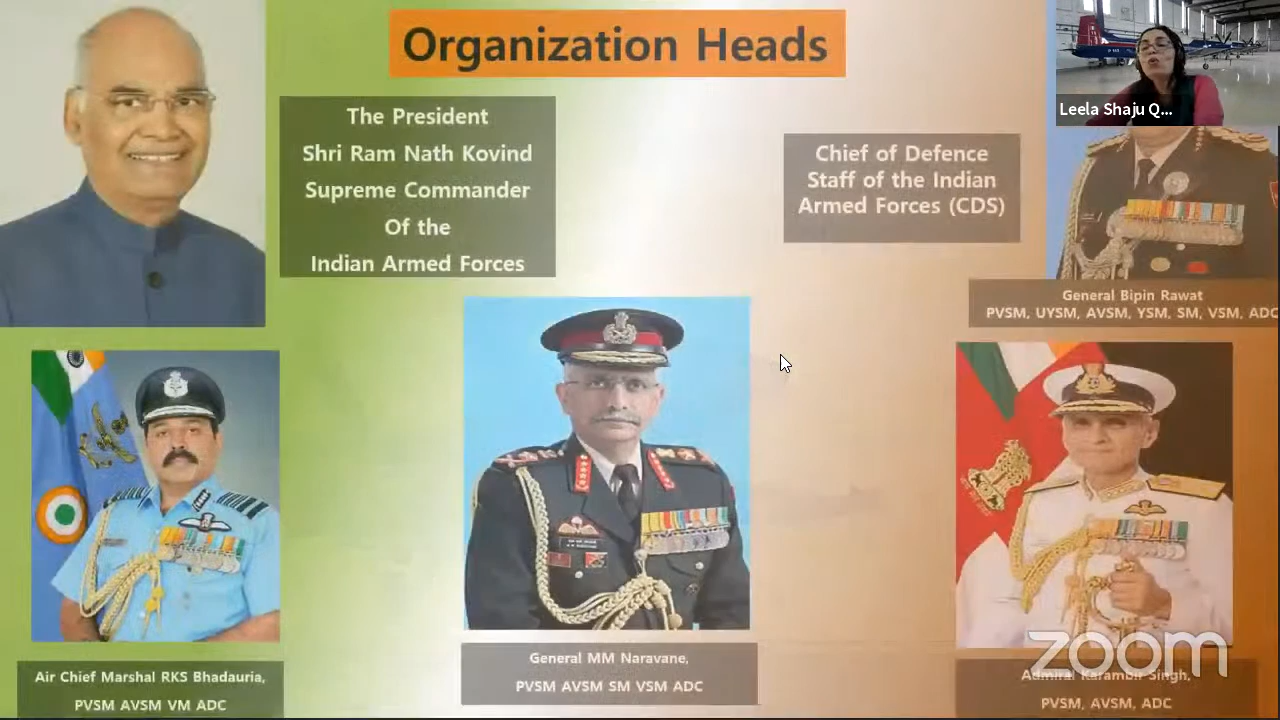 Organization Heads
Leela Shaju Q...
The President
Shri Ram Nath Kovind
Supreme Commander
Of the
Indian Armed Forces
Chief of Defence
Staff of the Indian
Armed Forces (CDS)
General Bipin Rawat
PVSM, UYSM, AVSM, YSM, SM, VSM, ADC
Air Chief Marshal RKS Bhadauria,
PVSM AVSM VM ADC
General MM Naravane,
PVSM AVSM SM VSM ADC
Admiral Karambir Singh,
PVSM, AVSM, ADC
zoom